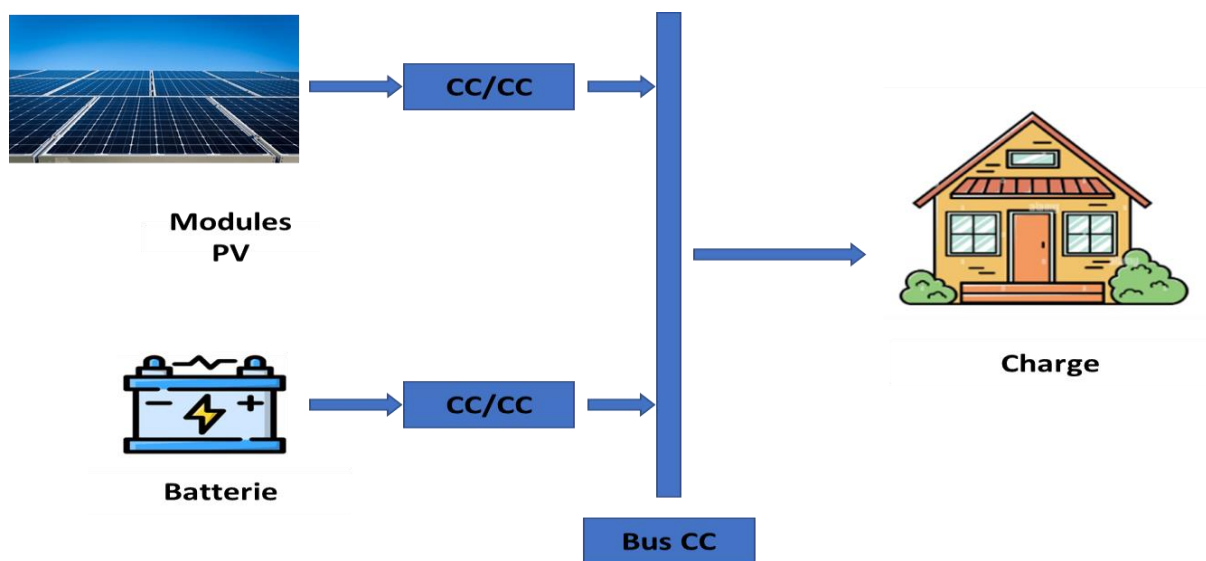 CC/CC
Modules
PV
Charge
CC/CC
Batterie
Bus CC